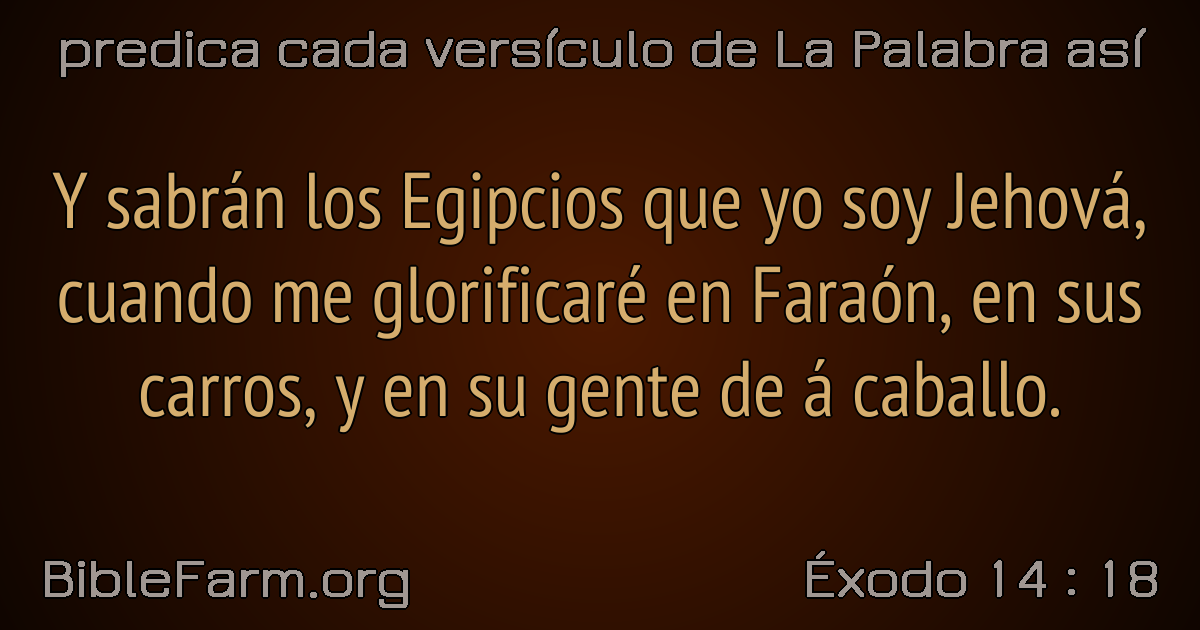 predica cada versículo de La Palabra así
Y sabrán los Egipcios que yo soy Jehová,
cuando me glorificaré en Faraón, en sus
carros, y en su gente de á caballo.
BibleFarm.org
Éxodo 14 : 18